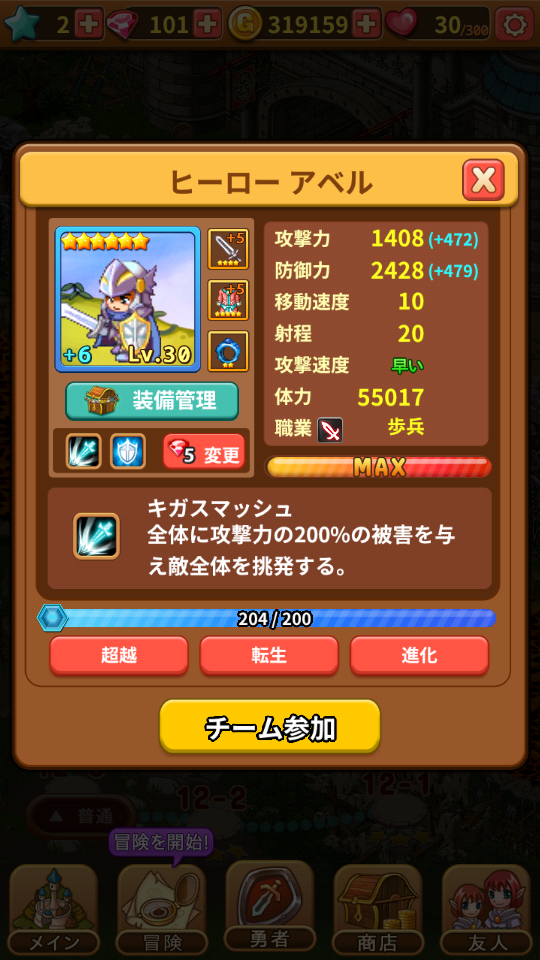 2 101 G 319159 30/300
ヒーロー アベル
攻撃力 1408 (+472)
防御力 2428 (+479)
移動速度 10
射程 20
攻撃速度 早い
体力 55017
職業 歩兵
MAX
+5
+5
+6 Lv.30
装備管理
5 変更
キガスマッシュ
全体に攻撃力の200%の被害を与
え敵全体を挑発する。
204 / 200
超越 転生 進化
チーム参加
12-2 12-1
▲ 普通
冒険を開始!
メイン 冒険 勇者 商店 友人